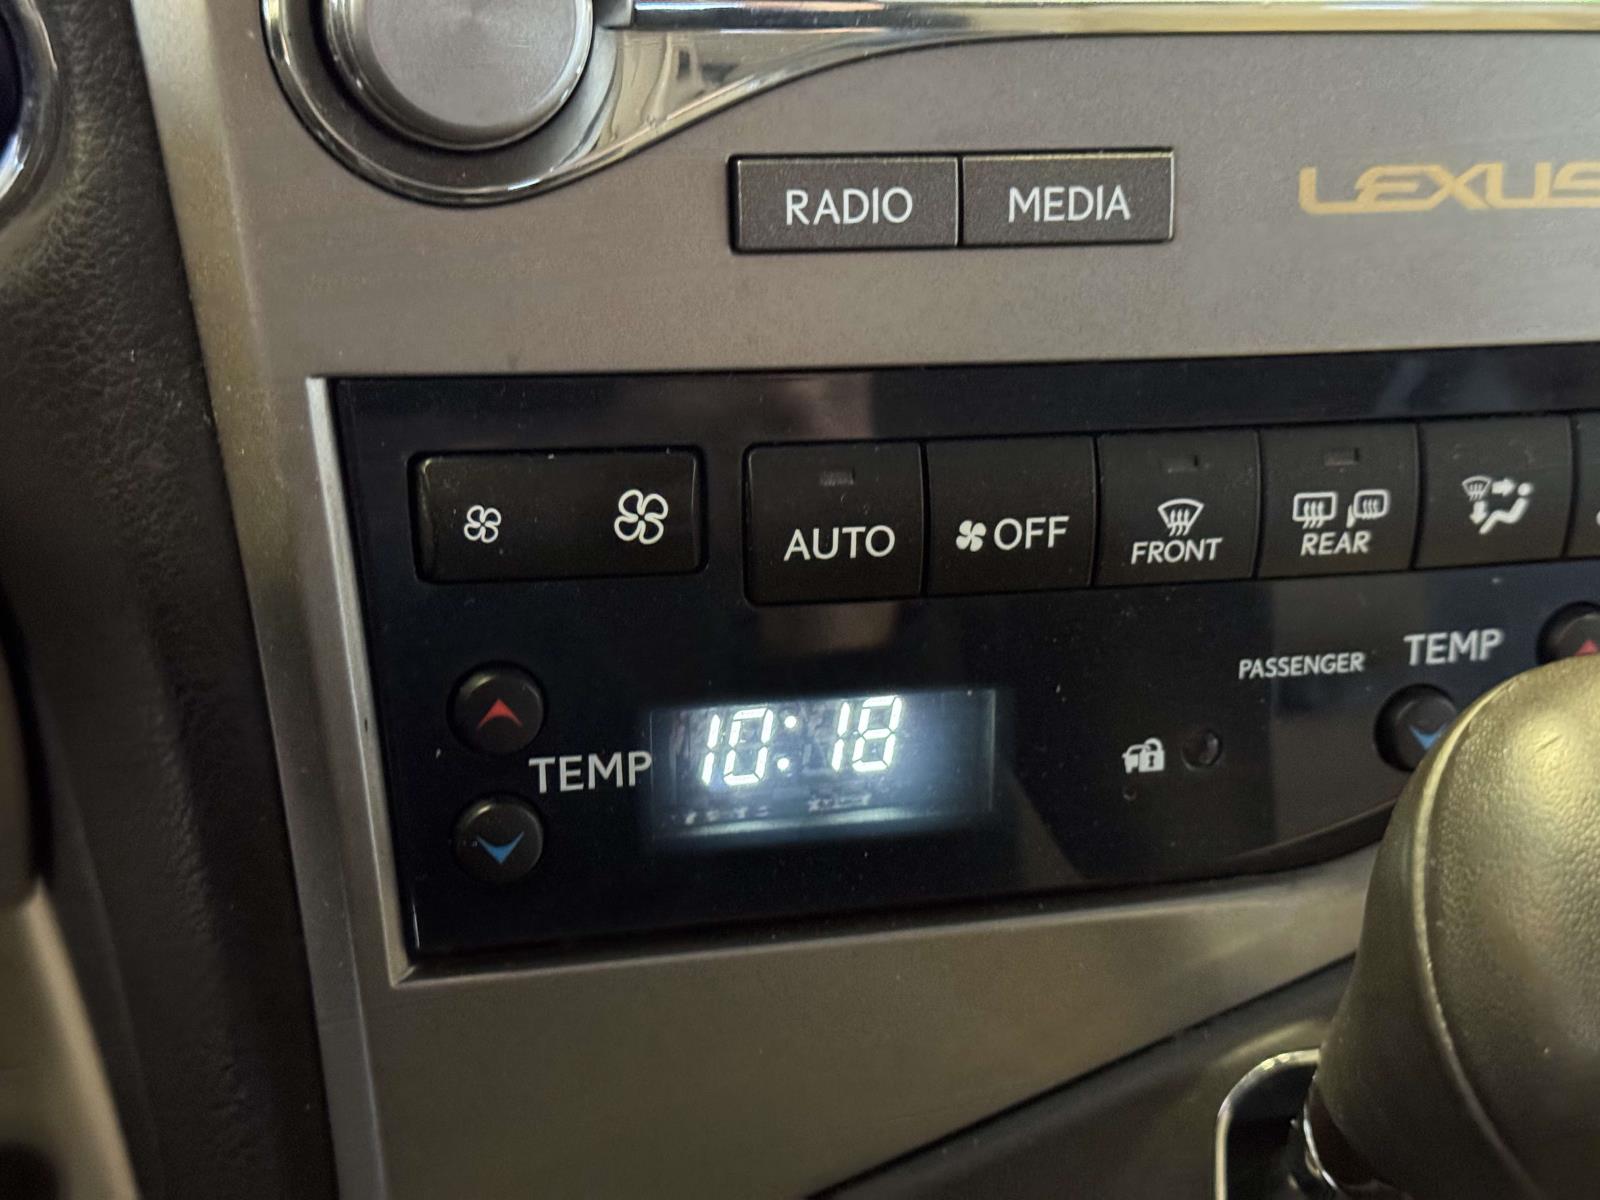 RADIO MEDIA
LEXUS
AUTO OFF FRONT REAR
PASSENGER TEMP
TEMP 10:18